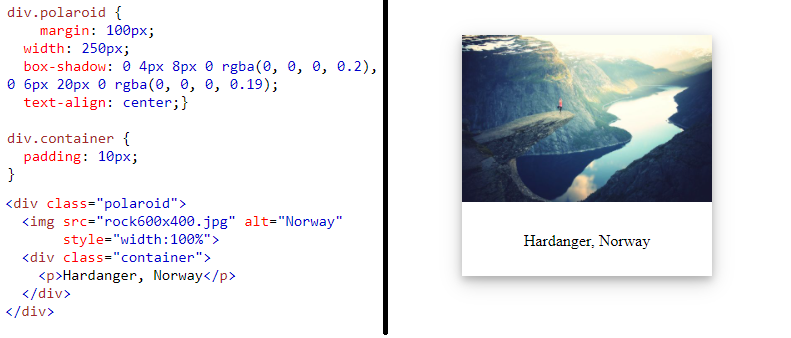 div.polaroid {
    margin: 100px;
  width: 250px;
  box-shadow: 0 4px 8px 0 rgba(0, 0, 0, 0.2),
0 6px 20px 0 rgba(0, 0, 0, 0.19);
  text-align: center;}
div.container {
  padding: 10px;
}
<div class="polaroid">
  <img src="rock600x400.jpg" alt="Norway"
       style="width:100%">
  <div class="container">
    <p>Hardanger, Norway</p>
  </div>
</div>
Hardanger, Norway